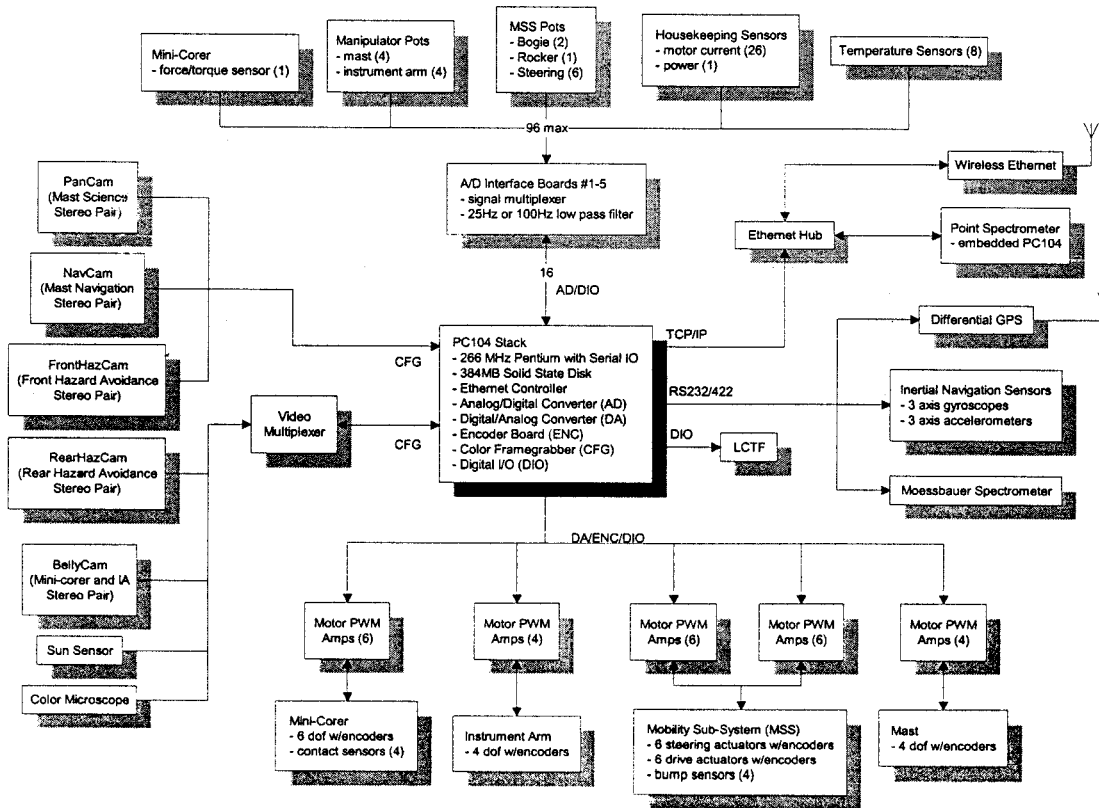 Mini-Corer
- force/torque sensor (1)
Manipulator Pots
- mast (4)
- instrument arm (4)
MSS Pots
- Bogie (2)
- Rocker (1)
- Steering (6)
Housekeeping Sensors
- motor current (26)
- power (1)
Temperature Sensors (8)
96 max
A/D Interface Boards #1-5
- signal multiplexer
- 25Hz or 100Hz low pass filter
16
AD/DIO
Wireless Ethernet
Ethernet Hub
Point Spectrometer
- embedded PC104
PanCam
(Mast Science
Stereo Pair)
NavCam
(Mast Navigation
Stereo Pair)
FrontHazCam
(Front Hazard Avoidance
Stereo Pair)
RearHazCam
(Rear Hazard Avoidance
Stereo Pair)
BellyCam
(Mini-corer and IA
Stereo Pair)
Sun Sensor
Color Microscope
Video
Multiplexer
CFG
CFG
PC104 Stack
- 266 MHz Pentium with Serial IO
- 384MB Solid State Disk
- Ethernet Controller
- Analog/Digital Converter (AD)
- Digital/Analog Converter (DA)
- Encoder Board (ENC)
- Color Framegrabber (CFG)
- Digital I/O (DIO)
TCP/IP
RS232/422
DIO
LCTF
Differential GPS
Inertial Navigation Sensors
- 3 axis gyroscopes
- 3 axis accelerometers
Moessbauer Spectrometer
DA/ENC/DIO
Motor PWM
Amps (6)
Motor PWM
Amps (4)
Motor PWM
Amps (6)
Motor PWM
Amps (6)
Motor PWM
Amps (4)
Mini-Corer
- 6 dof w/encoders
- contact sensors (4)
Instrument Arm
- 4 dof w/encoders
Mobility Sub-System (MSS)
- 6 steering actuators w/encoders
- 6 drive actuators w/encoders
- bump sensors (4)
Mast
- 4 dof w/encoders